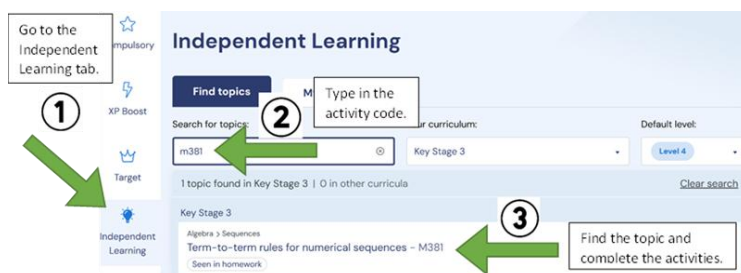 Go to the
Independent
Learning tab.
1
XP Boost
Target
Independent
Learning
Independent Learning
Find topics
M
Type in the
activity code.
Search for topics:
2
ur curriculum:
Default level:
m381
Key Stage 3
Level 4
1 topic found in Key Stage 3 | 0 in other curricula
Clear search
Key Stage 3
3
Algebra > Sequences
Term-to-term rules for numerical sequences - M381
Seen in homework
Find the topic and
complete the activities.